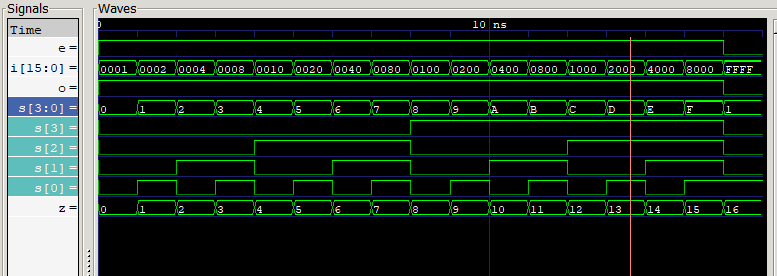 Signals
Waves
Time
0
10 ns
e =
i[15:0] =
0001 0002 0004 0008 0010 0020 0040 0080 0100 0200 0400 0800 1000 2000 4000 8000 FFFF
o =
s[3:0] =
0 1 2 3 4 5 6 7 8 9 A B C D E F 1
s[3] =
s[2] =
s[1] =
s[0] =
z =
0 1 2 3 4 5 6 7 8 9 10 11 12 13 14 15 16